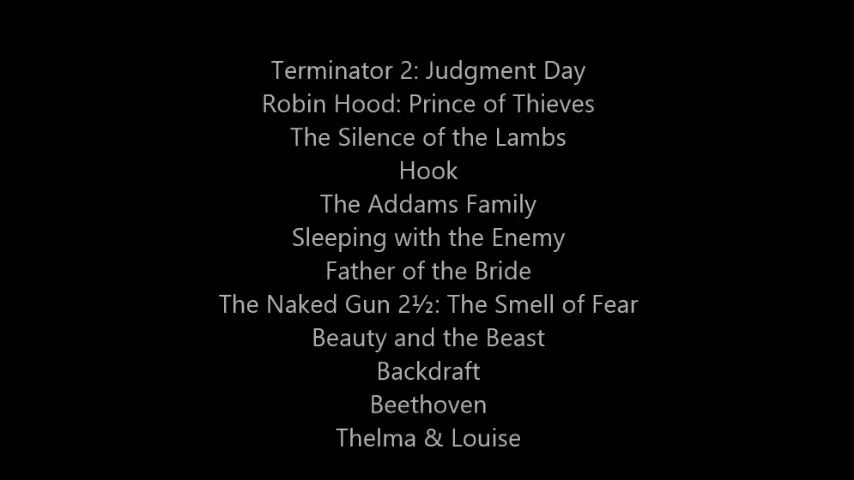 Terminator 2: Judgment Day
Robin Hood: Prince of Thieves
The Silence of the Lambs
Hook
The Addams Family
Sleeping with the Enemy
Father of the Bride
The Naked Gun 2½: The Smell of Fear
Beauty and the Beast
Backdraft
Beethoven
Thelma & Louise